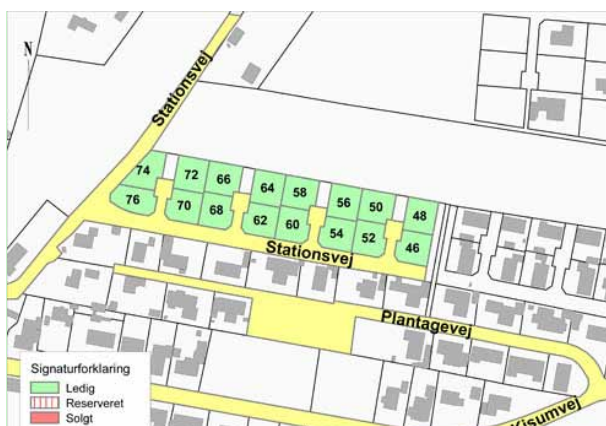 N
Stationsvej
74
72
66
64
58
56
50
48
76
70
68
62
60
54
52
46
Stationsvej
Plantagevej
Kisumvej
Signaturforklaring
Ledig
Reserveret
Solgt